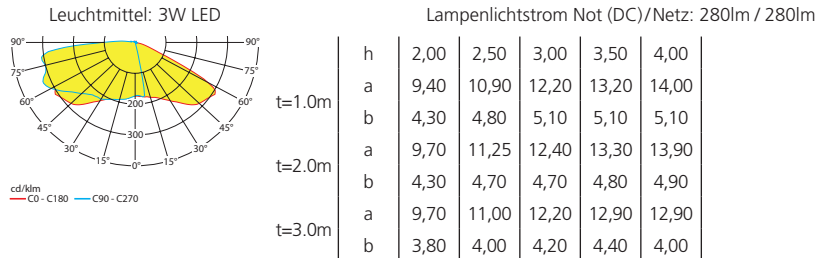 Leuchtmittel: 3W LED
Lampenlichtstrom Not (DC)/Netz: 280lm / 280lm
90° 90°
75° 75°
60° 60°
45° 45°
30° 30°
15° 0° 15°
200
300
cd/klm
C0 - C180 C90 - C270
h 2,00 2,50 3,00 3,50 4,00
t=1.0m
a 9,40 10,90 12,20 13,20 14,00
b 4,30 4,80 5,10 5,10 5,10
t=2.0m
a 9,70 11,25 12,40 13,30 13,90
b 4,30 4,70 4,70 4,80 4,90
t=3.0m
a 9,70 11,00 12,20 12,90 12,90
b 3,80 4,00 4,20 4,40 4,00